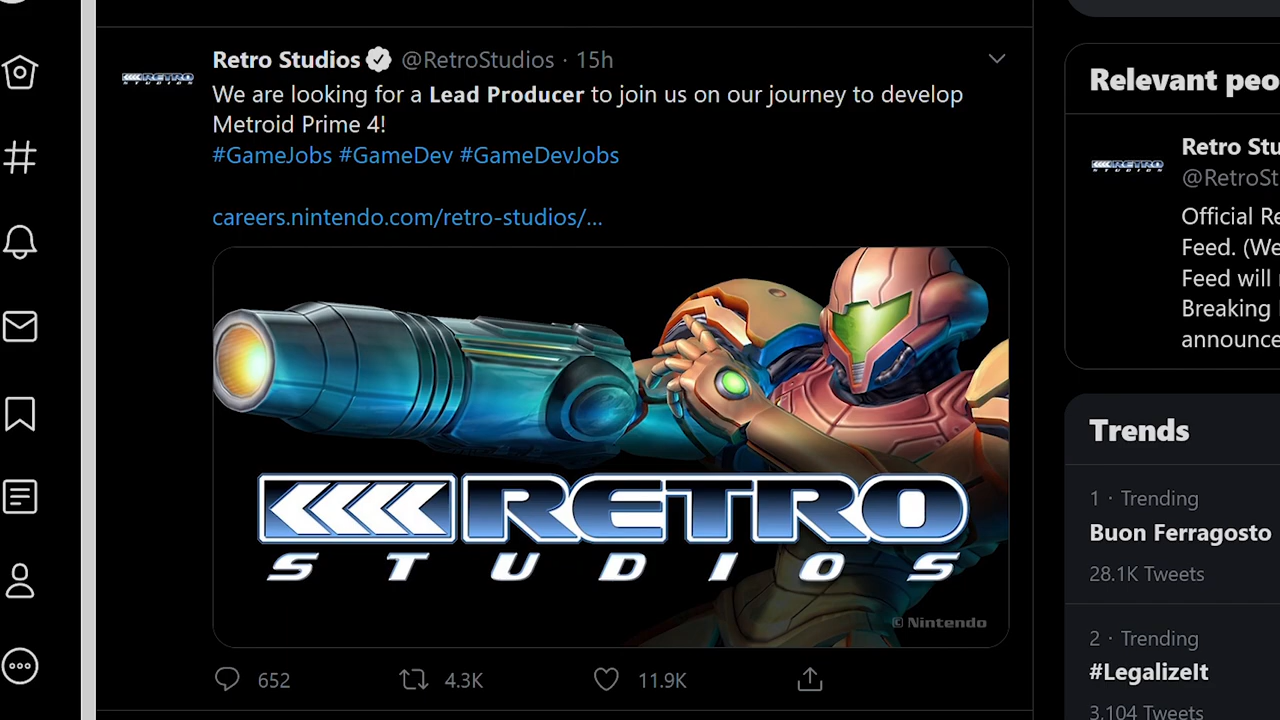 Retro Studios @RetroStudios · 15h
We are looking for a Lead Producer to join us on our journey to develop
Metroid Prime 4!
#GameJobs #GameDev #GameDevJobs
careers.nintendo.com/retro-studios/...
RETRO
STUDIOS
© Nintendo
652 4.3K 11.9K
Relevant peo
Retro Stu
@RetroSt
Official Re
Feed. (We
Feed will
Breaking
announce
Trends
1 · Trending
Buon Ferragosto
28.1K Tweets
2 · Trending
#LegalizeIt
3,104 Tweets